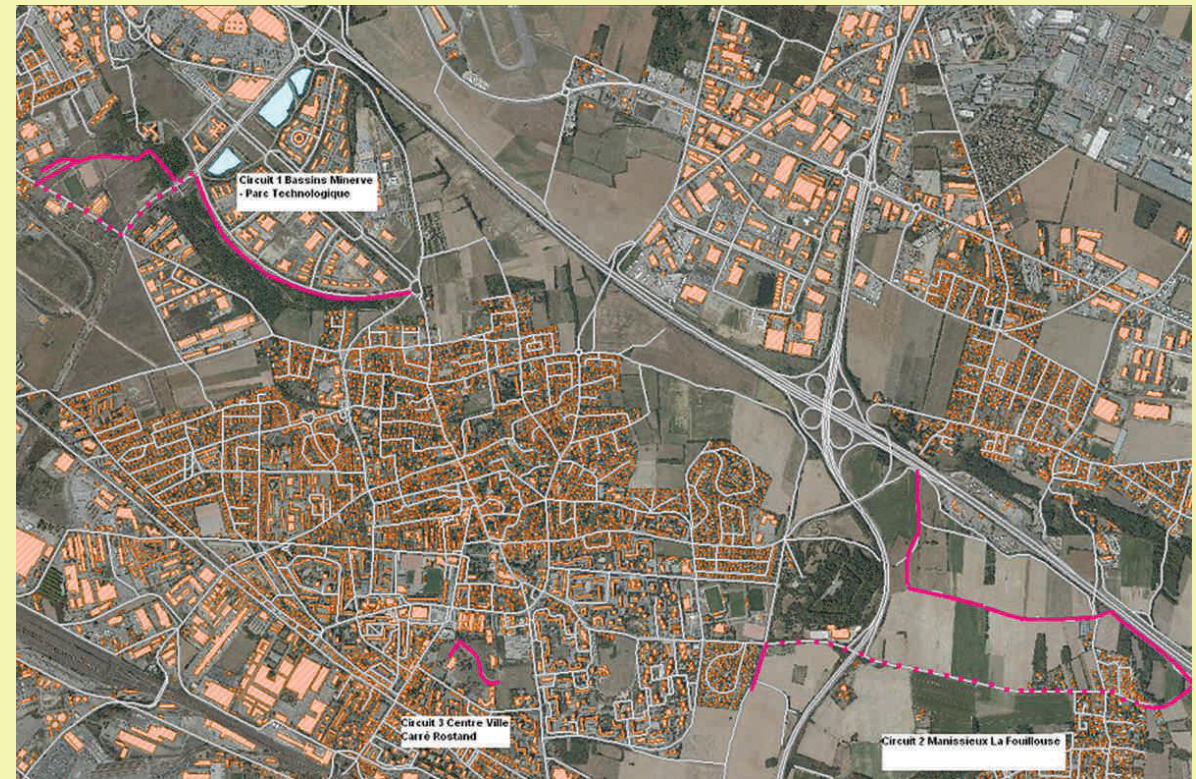 Circuit 1 Bassins Minerve
- Parc Technologique
Circuit 3 Centre Ville
Carré Rostand
Circuit 2 Manissieux La Fouillouse